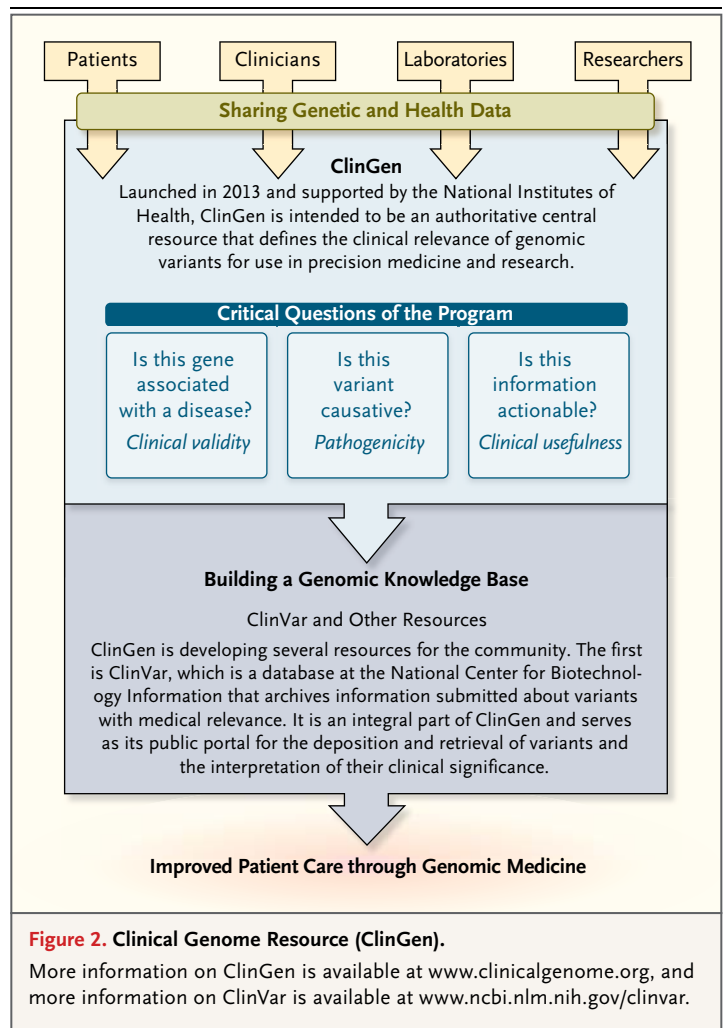 Patients Clinicians Laboratories Researchers
Sharing Genetic and Health Data
ClinGen
Launched in 2013 and supported by the National Institutes of
Health, ClinGen is intended to be an authoritative central
resource that defines the clinical relevance of genomic
variants for use in precision medicine and research.
Critical Questions of the Program
Is this gene
associated
with a disease?
Clinical validity
Is this
variant
causative?
Pathogenicity
Is this
information
actionable?
Clinical usefulness
Building a Genomic Knowledge Base
ClinVar and Other Resources
ClinGen is developing several resources for the community. The first
is ClinVar, which is a database at the National Center for Biotechnol-
ogy Information that archives information submitted about variants
with medical relevance. It is an integral part of ClinGen and serves
as its public portal for the deposition and retrieval of variants and
the interpretation of their clinical significance.
Improved Patient Care through Genomic Medicine
Figure 2. Clinical Genome Resource (ClinGen).
More information on ClinGen is available at www.clinicalgenome.org, and
more information on ClinVar is available at www.ncbi.nlm.nih.gov/clinvar.